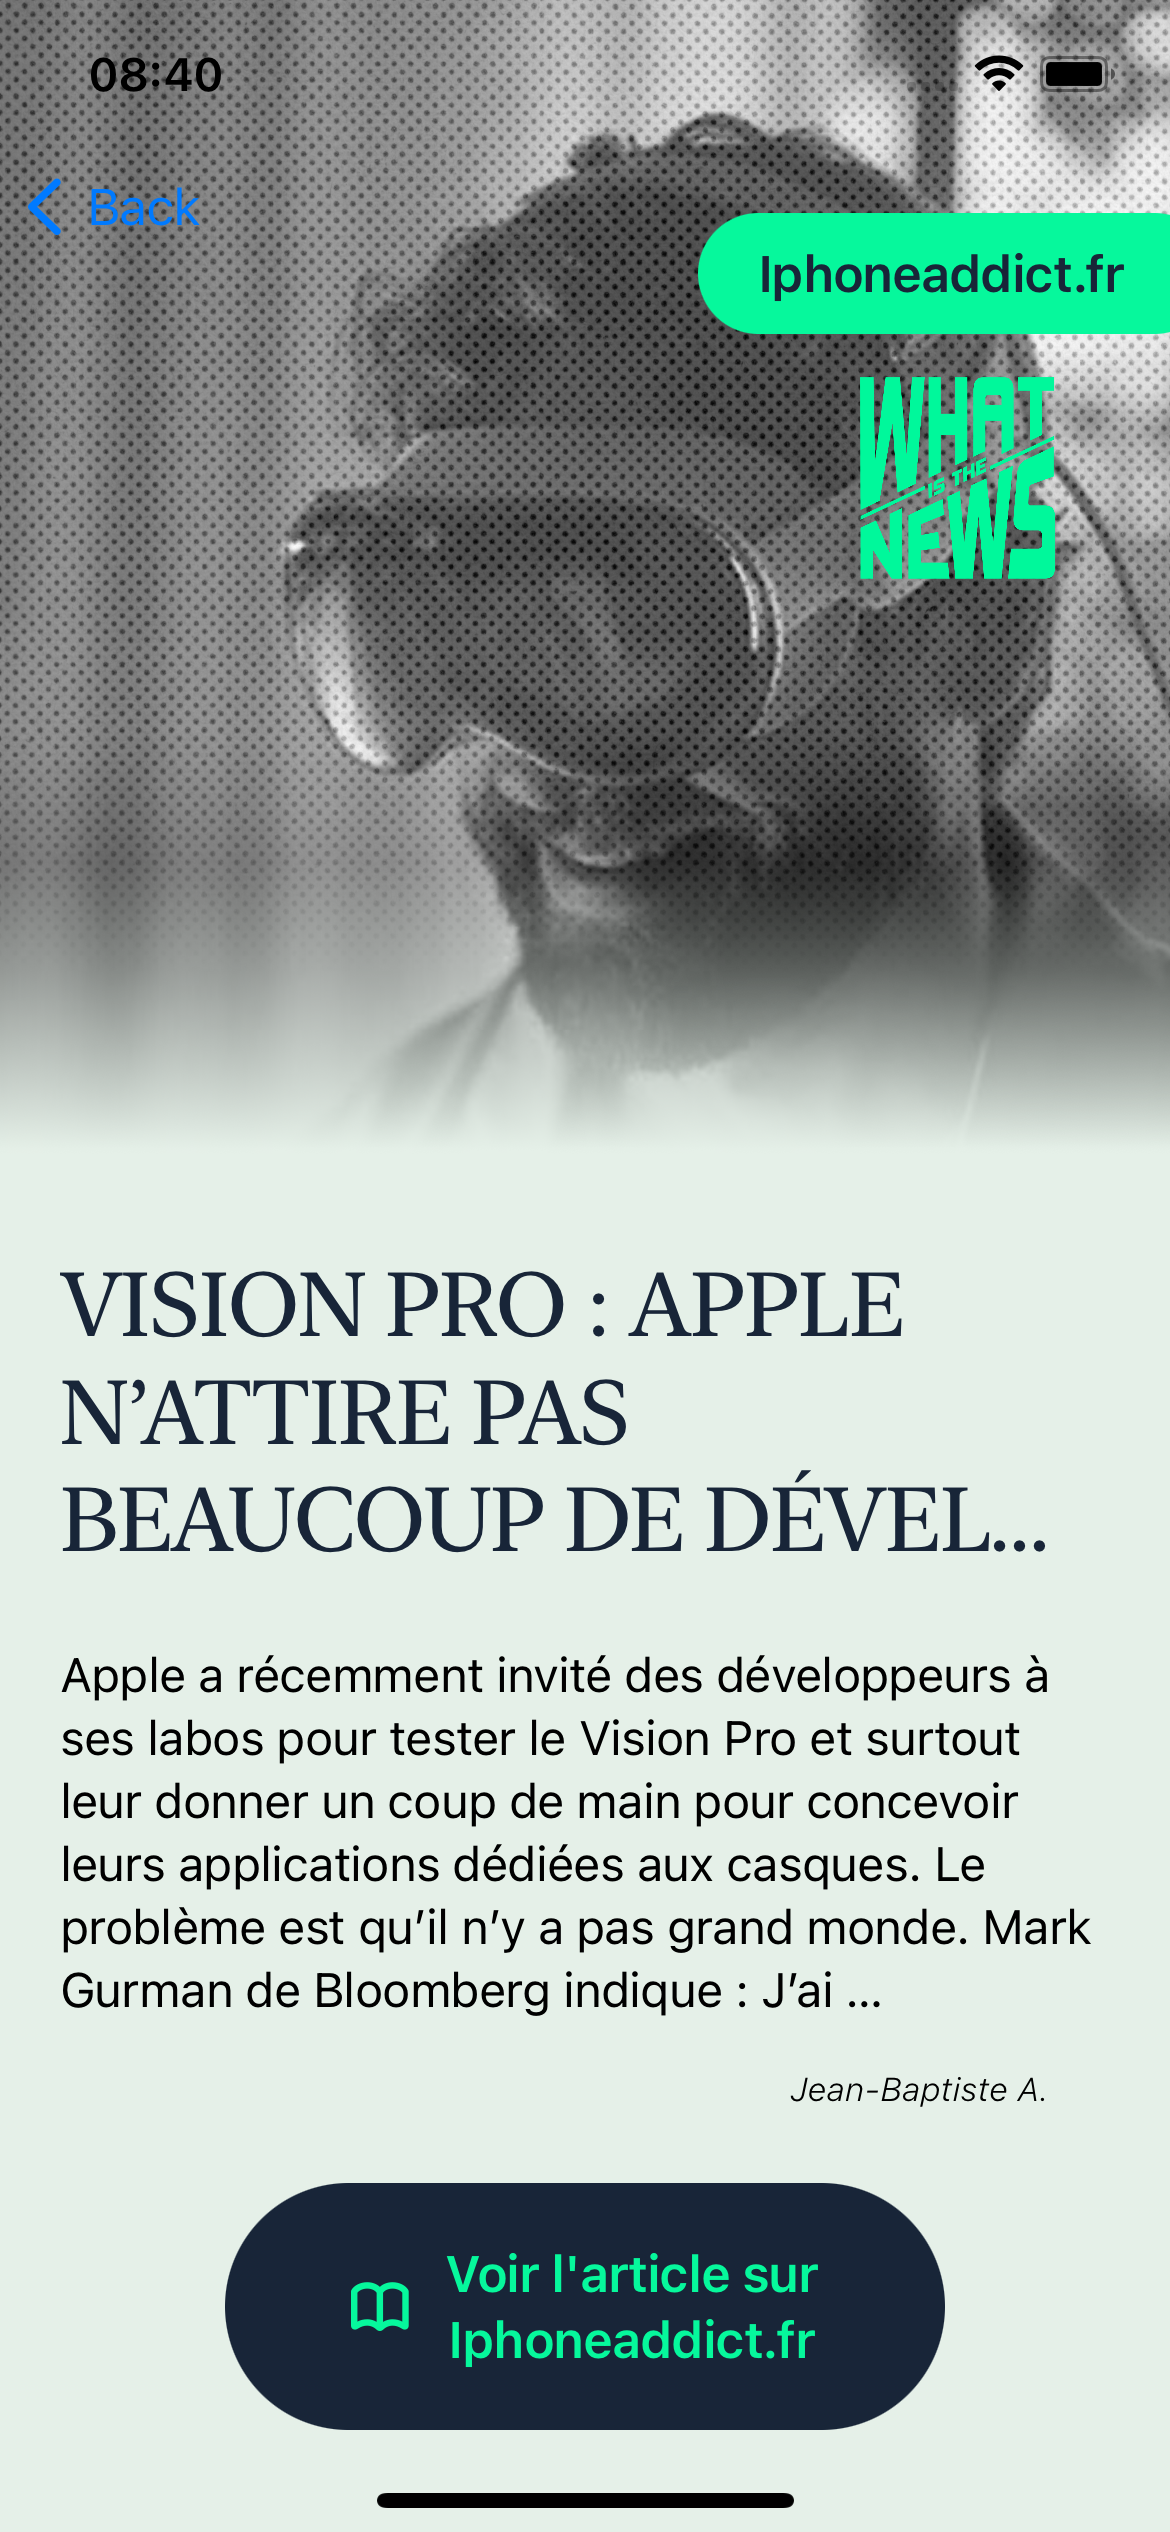 08:40
Back
Iphoneaddict.fr
WHAT
IS THE
NEWS
VISION PRO : APPLE
N’ATTIRE PAS
BEAUCOUP DE DÉVEL...
Apple a récemment invité des développeurs à
ses labos pour tester le Vision Pro et surtout
leur donner un coup de main pour concevoir
leurs applications dédiées aux casques. Le
problème est qu’il n’y a pas grand monde. Mark
Gurman de Bloomberg indique : J’ai ...
Jean-Baptiste A.
Voir l'article sur
Iphoneaddict.fr